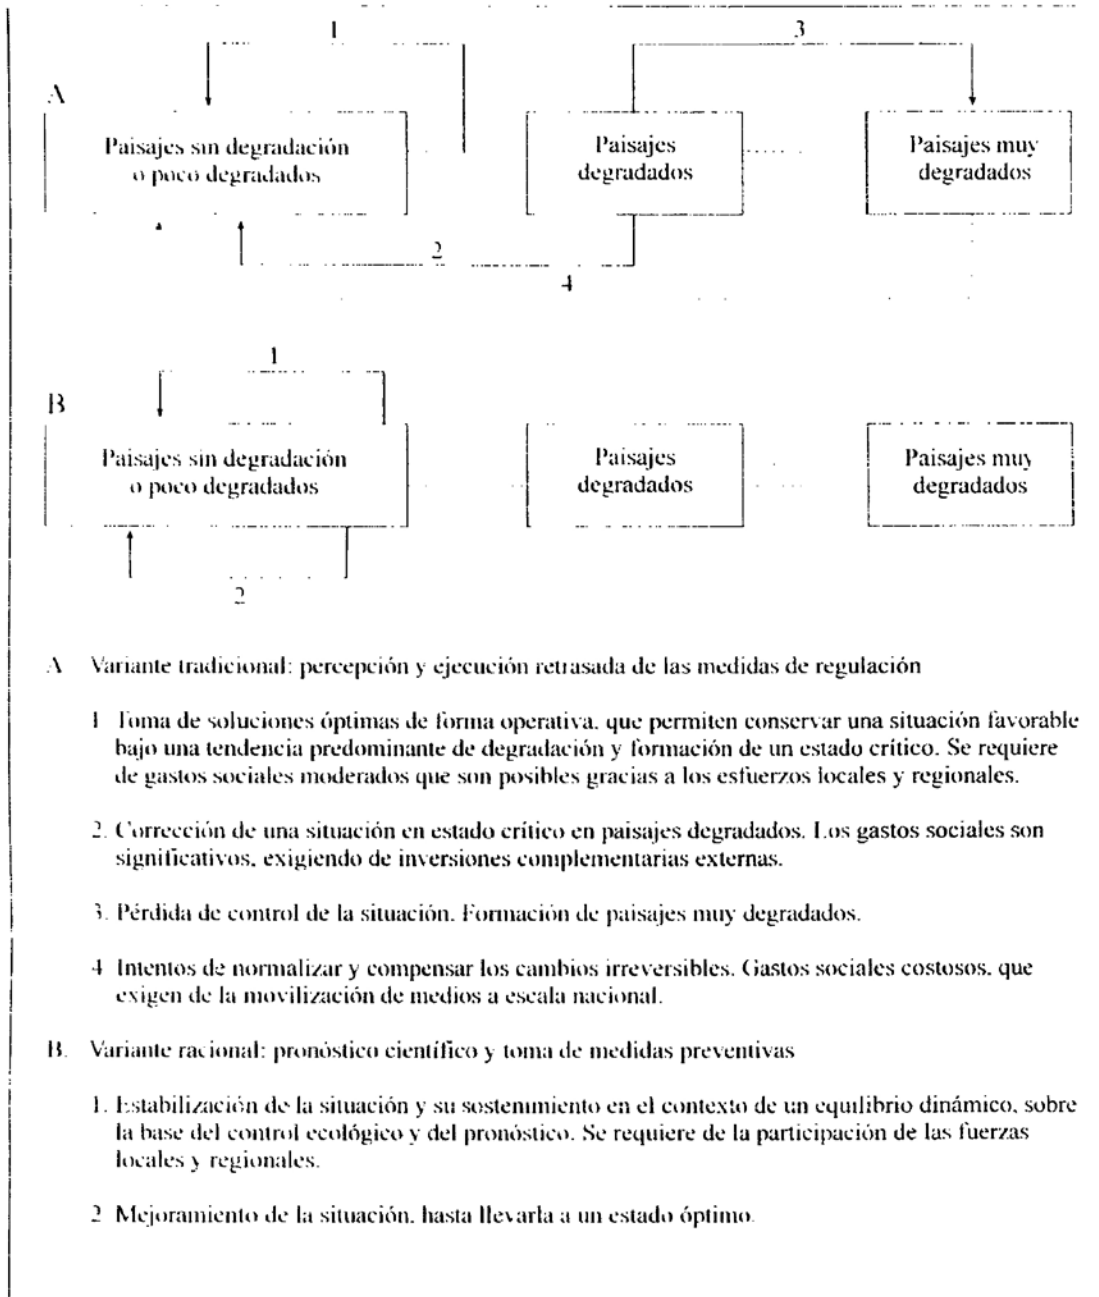 1
3
A
Paisajes sin degradación
o poco degradados
Paisajes
degradados
Paisajes muy
degradados
2
4
1
B
Paisajes sin degradación
o poco degradados
Paisajes
degradados
Paisajes muy
degradados
2
A Variante tradicional: percepción y ejecución retrasada de las medidas de regulación
1 Toma de soluciones óptimas de forma operativa, que permiten conservar una situación favorable
bajo una tendencia predominante de degradación y formación de un estado crítico. Se requiere
de gastos sociales moderados que son posibles gracias a los esfuerzos locales y regionales.
2. Corrección de una situación en estado crítico en paisajes degradados. Los gastos sociales son
significativos, exigiendo de inversiones complementarias externas.
3. Pérdida de control de la situación. Formación de paisajes muy degradados.
4 Intentos de normalizar y compensar los cambios irreversibles. Gastos sociales costosos, que
exigen de la movilización de medios a escala nacional.
B. Variante racional: pronóstico científico y toma de medidas preventivas
1. Estabilización de la situación y su sostenimiento en el contexto de un equilibrio dinámico, sobre
la base del control ecológico y del pronóstico. Se requiere de la participación de las fuerzas
locales y regionales.
2 Mejoramiento de la situación, hasta llevarla a un estado óptimo.